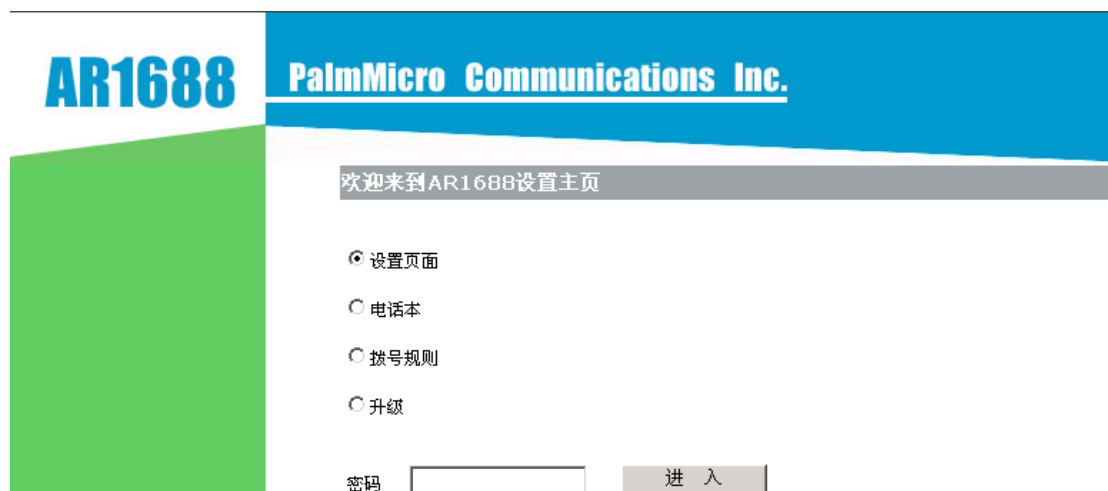 AR1688
PalmMicro Communications Inc.
欢迎来到AR1688设置主页
设置页面
电话本
拨号规则
升级
密码 进 入